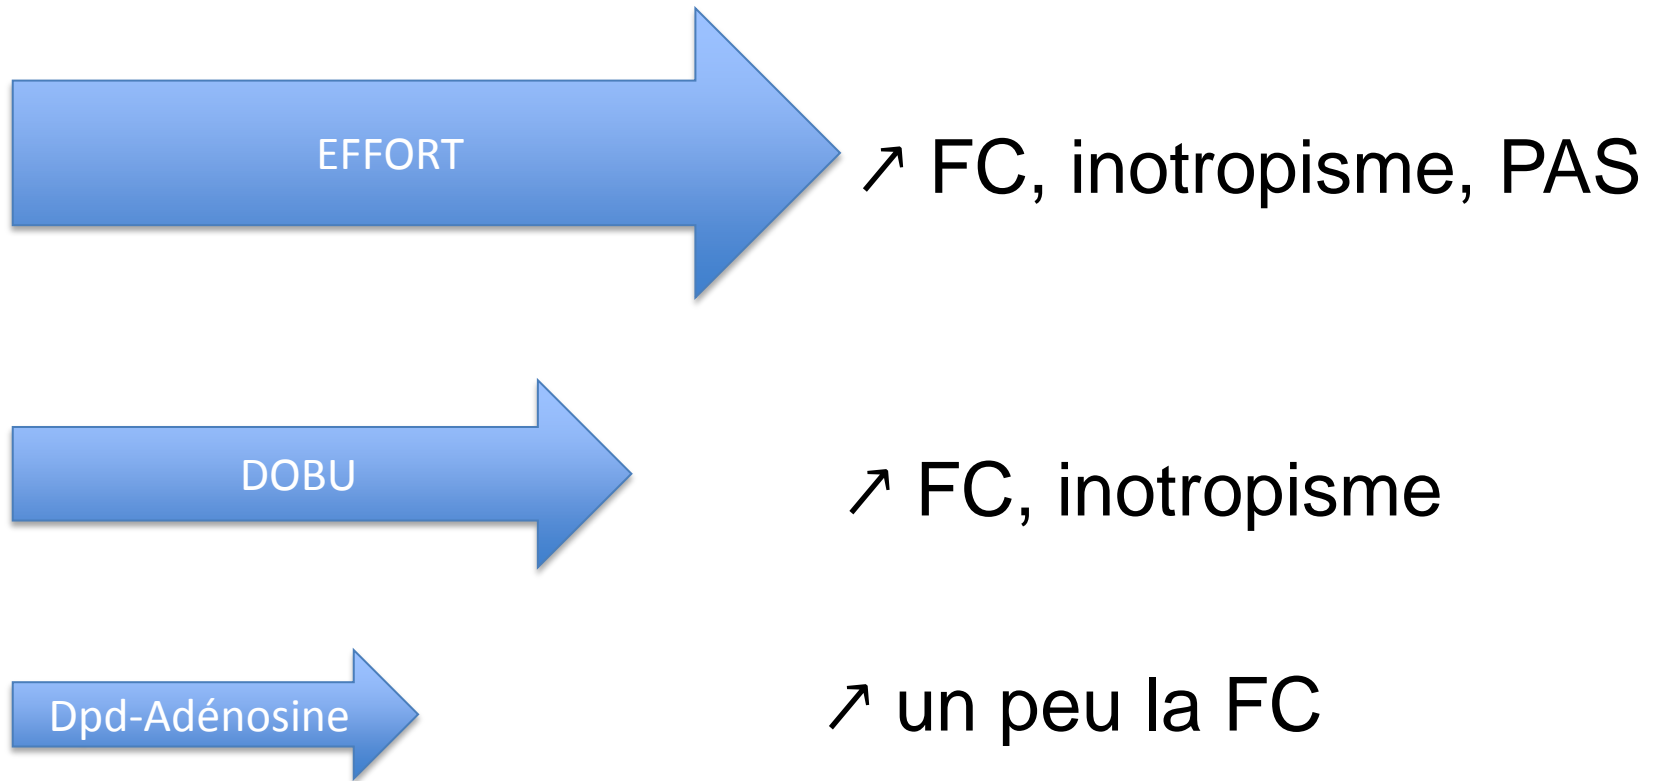 EFFORT
↗ FC, inotropisme, PAS
DOBU
↗ FC, inotropisme
Dpd-Adénosine
↗ un peu la FC